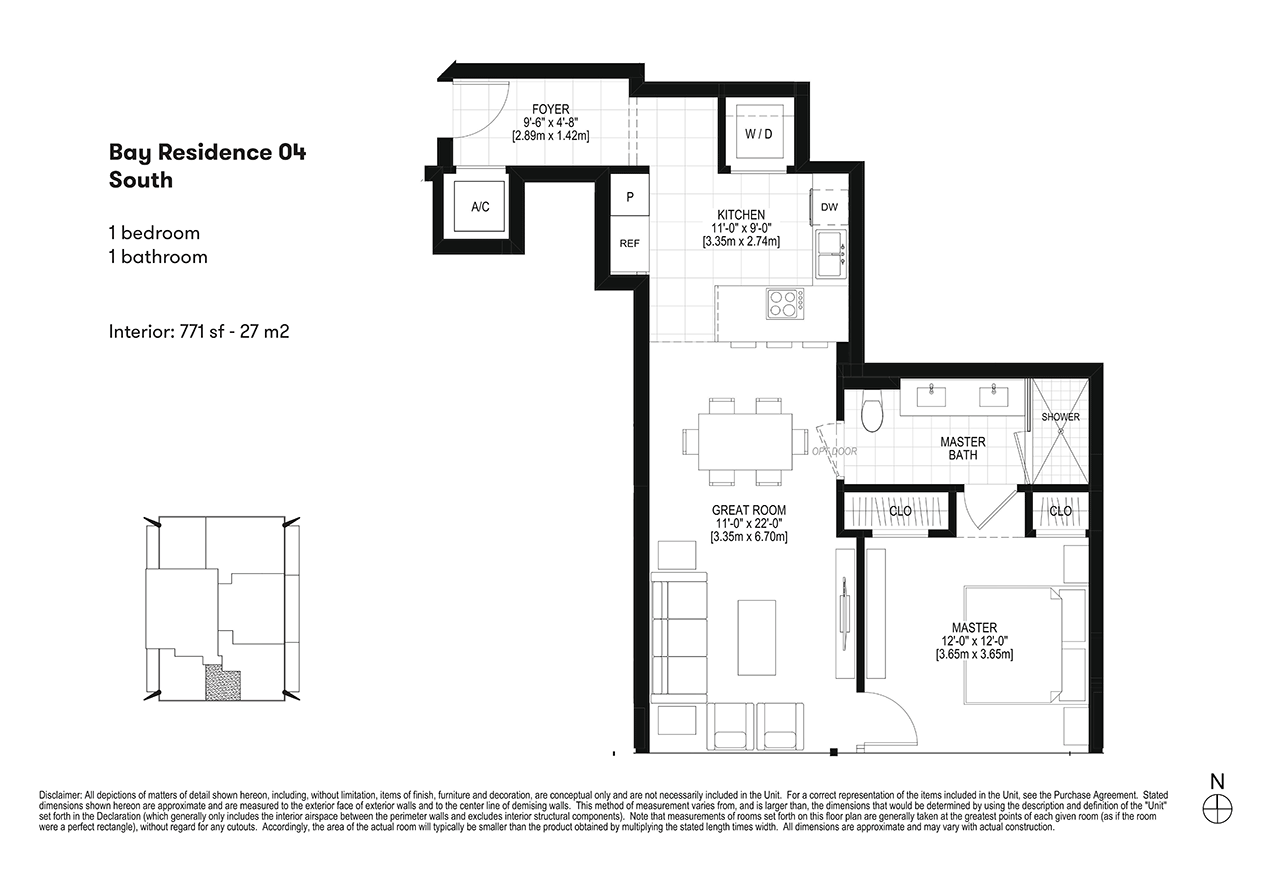 Bay Residence 04
South
1 bedroom
1 bathroom
Interior: 771 sf - 27 m2
FOYER
9'-6" x 4'-8"
[2.89m x 1.42m]
W / D
A/C
P
REF
KITCHEN
11'-0" x 9'-0"
[3.35m x 2.74m]
DW
SHOWER
MASTER
BATH
OPT DOOR
GREAT ROOM
11'-0" x 22'-0"
[3.35m x 6.70m]
CLO
CLO
MASTER
12'-0" x 12'-0"
[3.65m x 3.65m]
N
Disclaimer: All depictions of matters of detail shown hereon, including, without limitation, items of finish, furniture and decoration, are conceptual only and are not necessarily included in the Unit. For a correct representation of the items included in the Unit, see the Purchase Agreement. Stated
dimensions shown hereon are approximate and are measured to the exterior face of exterior walls and to the center line of demising walls. This method of measurement varies from, and is larger than, the dimensions that would be determined by using the description and definition of the "Unit"
set forth in the Declaration (which generally only includes the interior airspace between the perimeter walls and excludes interior structural components). Note that measurements of rooms set forth on this floor plan are generally taken at the greatest points of each given room (as if the room
were a perfect rectangle), without regard for any cutouts. Accordingly, the area of the actual room will typically be smaller than the product obtained by multiplying the stated length times width. All dimensions are approximate and may vary with actual construction.